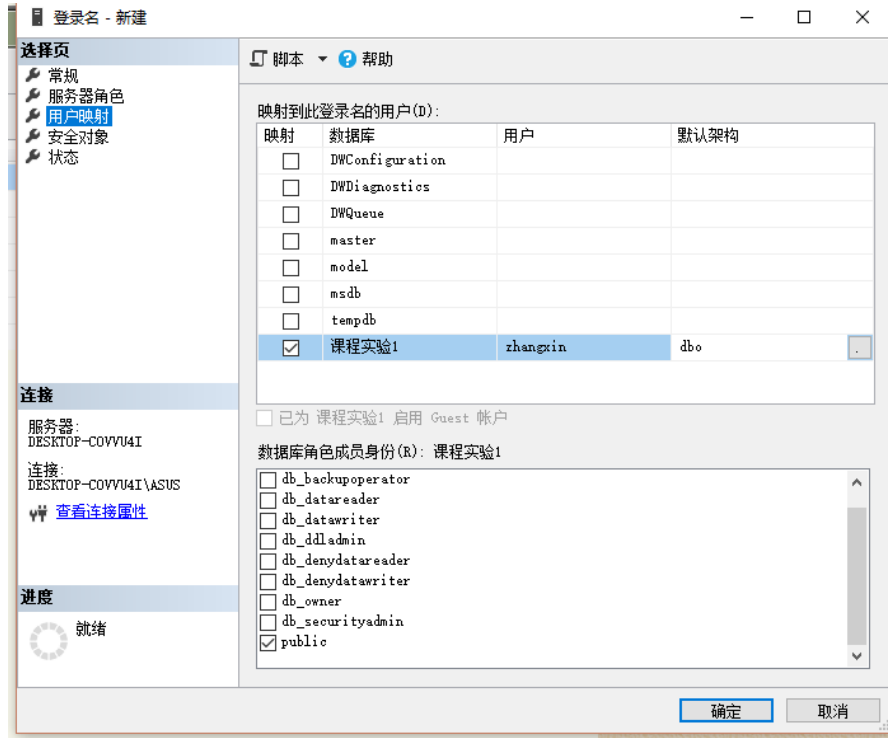 登录名 - 新建
选择页
常规
服务器角色
用户映射
安全对象
状态
连接
服务器:
DESKTOP-COVVU4I
连接:
DESKTOP-COVVU4I\ASUS
查看连接属性
进度
就绪
脚本 帮助
映射到此登录名的用户(D):
映射 数据库 用户 默认架构
DWConfiguration
DWDiagnostics
DWQueue
master
model
msdb
tempdb
课程实验1 zhangxin dbo .
已为 课程实验1 启用 Guest 帐户
数据库角色成员身份(R): 课程实验1
db_backupoperator
db_datareader
db_datawriter
db_ddladmin
db_denydatareader
db_denydatawriter
db_owner
db_securityadmin
public
确定 取消